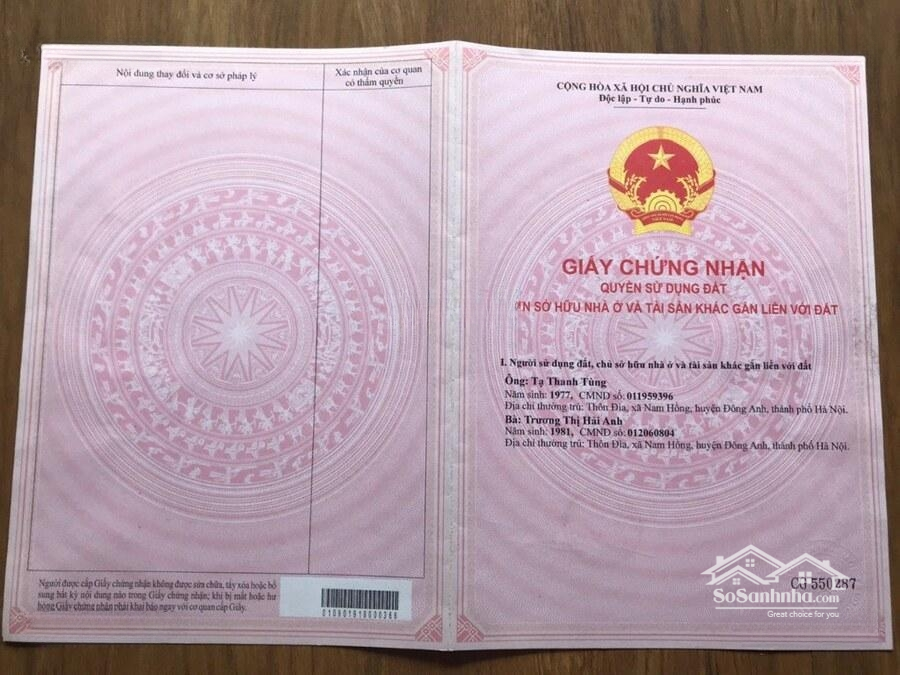 Nội dung thay đổi và cơ sở pháp lý
Xác nhận của cơ quan
có thẩm quyền
Người được cấp Giấy chứng nhận không được sửa chữa, tẩy xóa hoặc bổ
sung bất kỳ nội dung nào trong Giấy chứng nhận; khi bị mất hoặc hư
hỏng Giấy chứng nhận phải khai báo ngay với cơ quan cấp Giấy.
CỘNG HÒA XÃ HỘI CHỦ NGHĨA VIỆT NAM
Độc lập - Tự do - Hạnh phúc
VIỆT NAM
GIẤY CHỨNG NHẬN
QUYỀN SỬ DỤNG ĐẤT
SỞ HỮU NHÀ Ở VÀ TÀI SẢN KHÁC GẮN LIỀN VỚI ĐẤT
I. Người sử dụng đất, chủ sở hữu nhà ở và tài sản khác gắn liền với đất
Ông: Tạ Thanh Tùng
Năm sinh: 1977, CMND số: 011959396
Địa chỉ thường trú: Thôn Đìa, xã Nam Hồng, huyện Đông Anh, thành phố Hà Nội.
Bà: Trương Thị Hải Anh
Năm sinh: 1981, CMND số: 012060804
Địa chỉ thường trú: Thôn Đìa, xã Nam Hồng, huyện Đông Anh, thành phố Hà Nội.
550287
SoSanhnha.com
Great choice for you